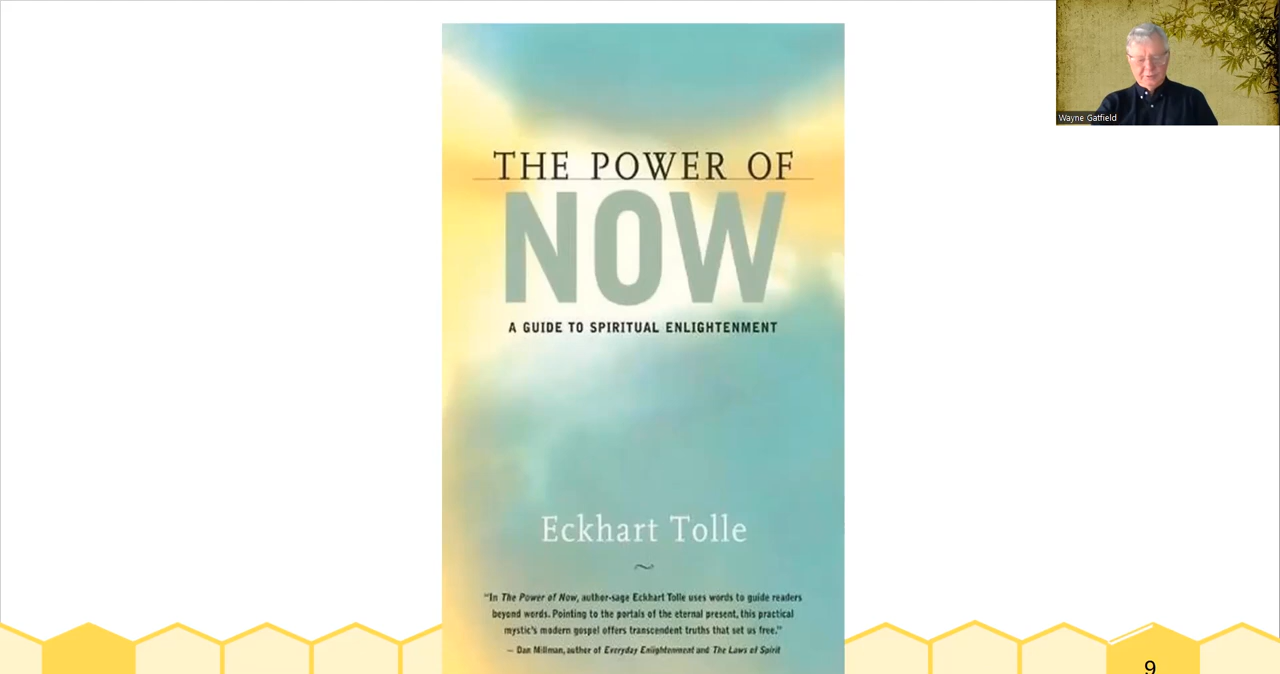 THE POWER OF
NOW
A GUIDE TO SPIRITUAL ENLIGHTENMENT
Eckhart Tolle
“In The Power of Now, author-sage Eckhart Tolle uses words to guide readers
beyond words. Pointing to the portals of the eternal present, this practical
mystic’s modern gospel offers transcendent truths that set us free.”
— Dan Millman, author of Everyday Enlightenment and The Laws of Spirit
Wayne Gatfield
9